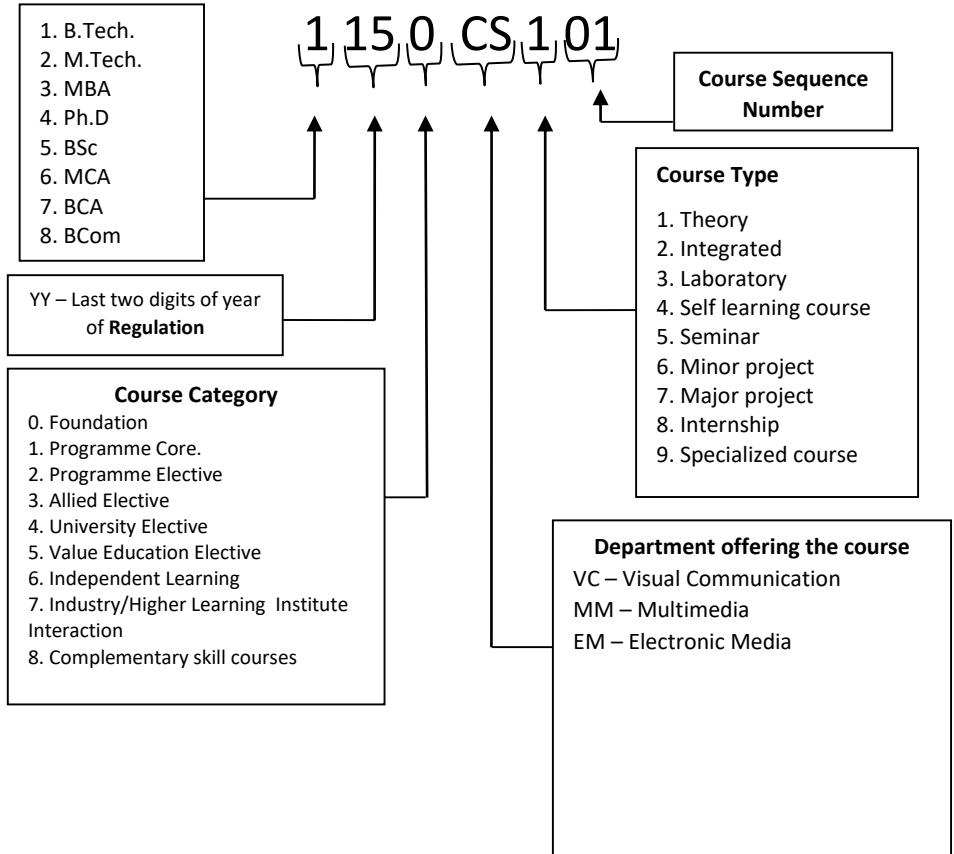 1 15 0 CS 1 01
1. B.Tech.
2. M.Tech.
3. MBA
4. Ph.D
5. BSc
6. MCA
7. BCA
8. BCom
Course Sequence
Number
Course Type
1. Theory
2. Integrated
3. Laboratory
4. Self learning course
5. Seminar
6. Minor project
7. Major project
8. Internship
9. Specialized course
YY – Last two digits of year
of Regulation
Course Category
0. Foundation
1. Programme Core.
2. Programme Elective
3. Allied Elective
4. University Elective
5. Value Education Elective
6. Independent Learning
7. Industry/Higher Learning Institute
Interaction
8. Complementary skill courses
Department offering the course
VC – Visual Communication
MM – Multimedia
EM – Electronic Media